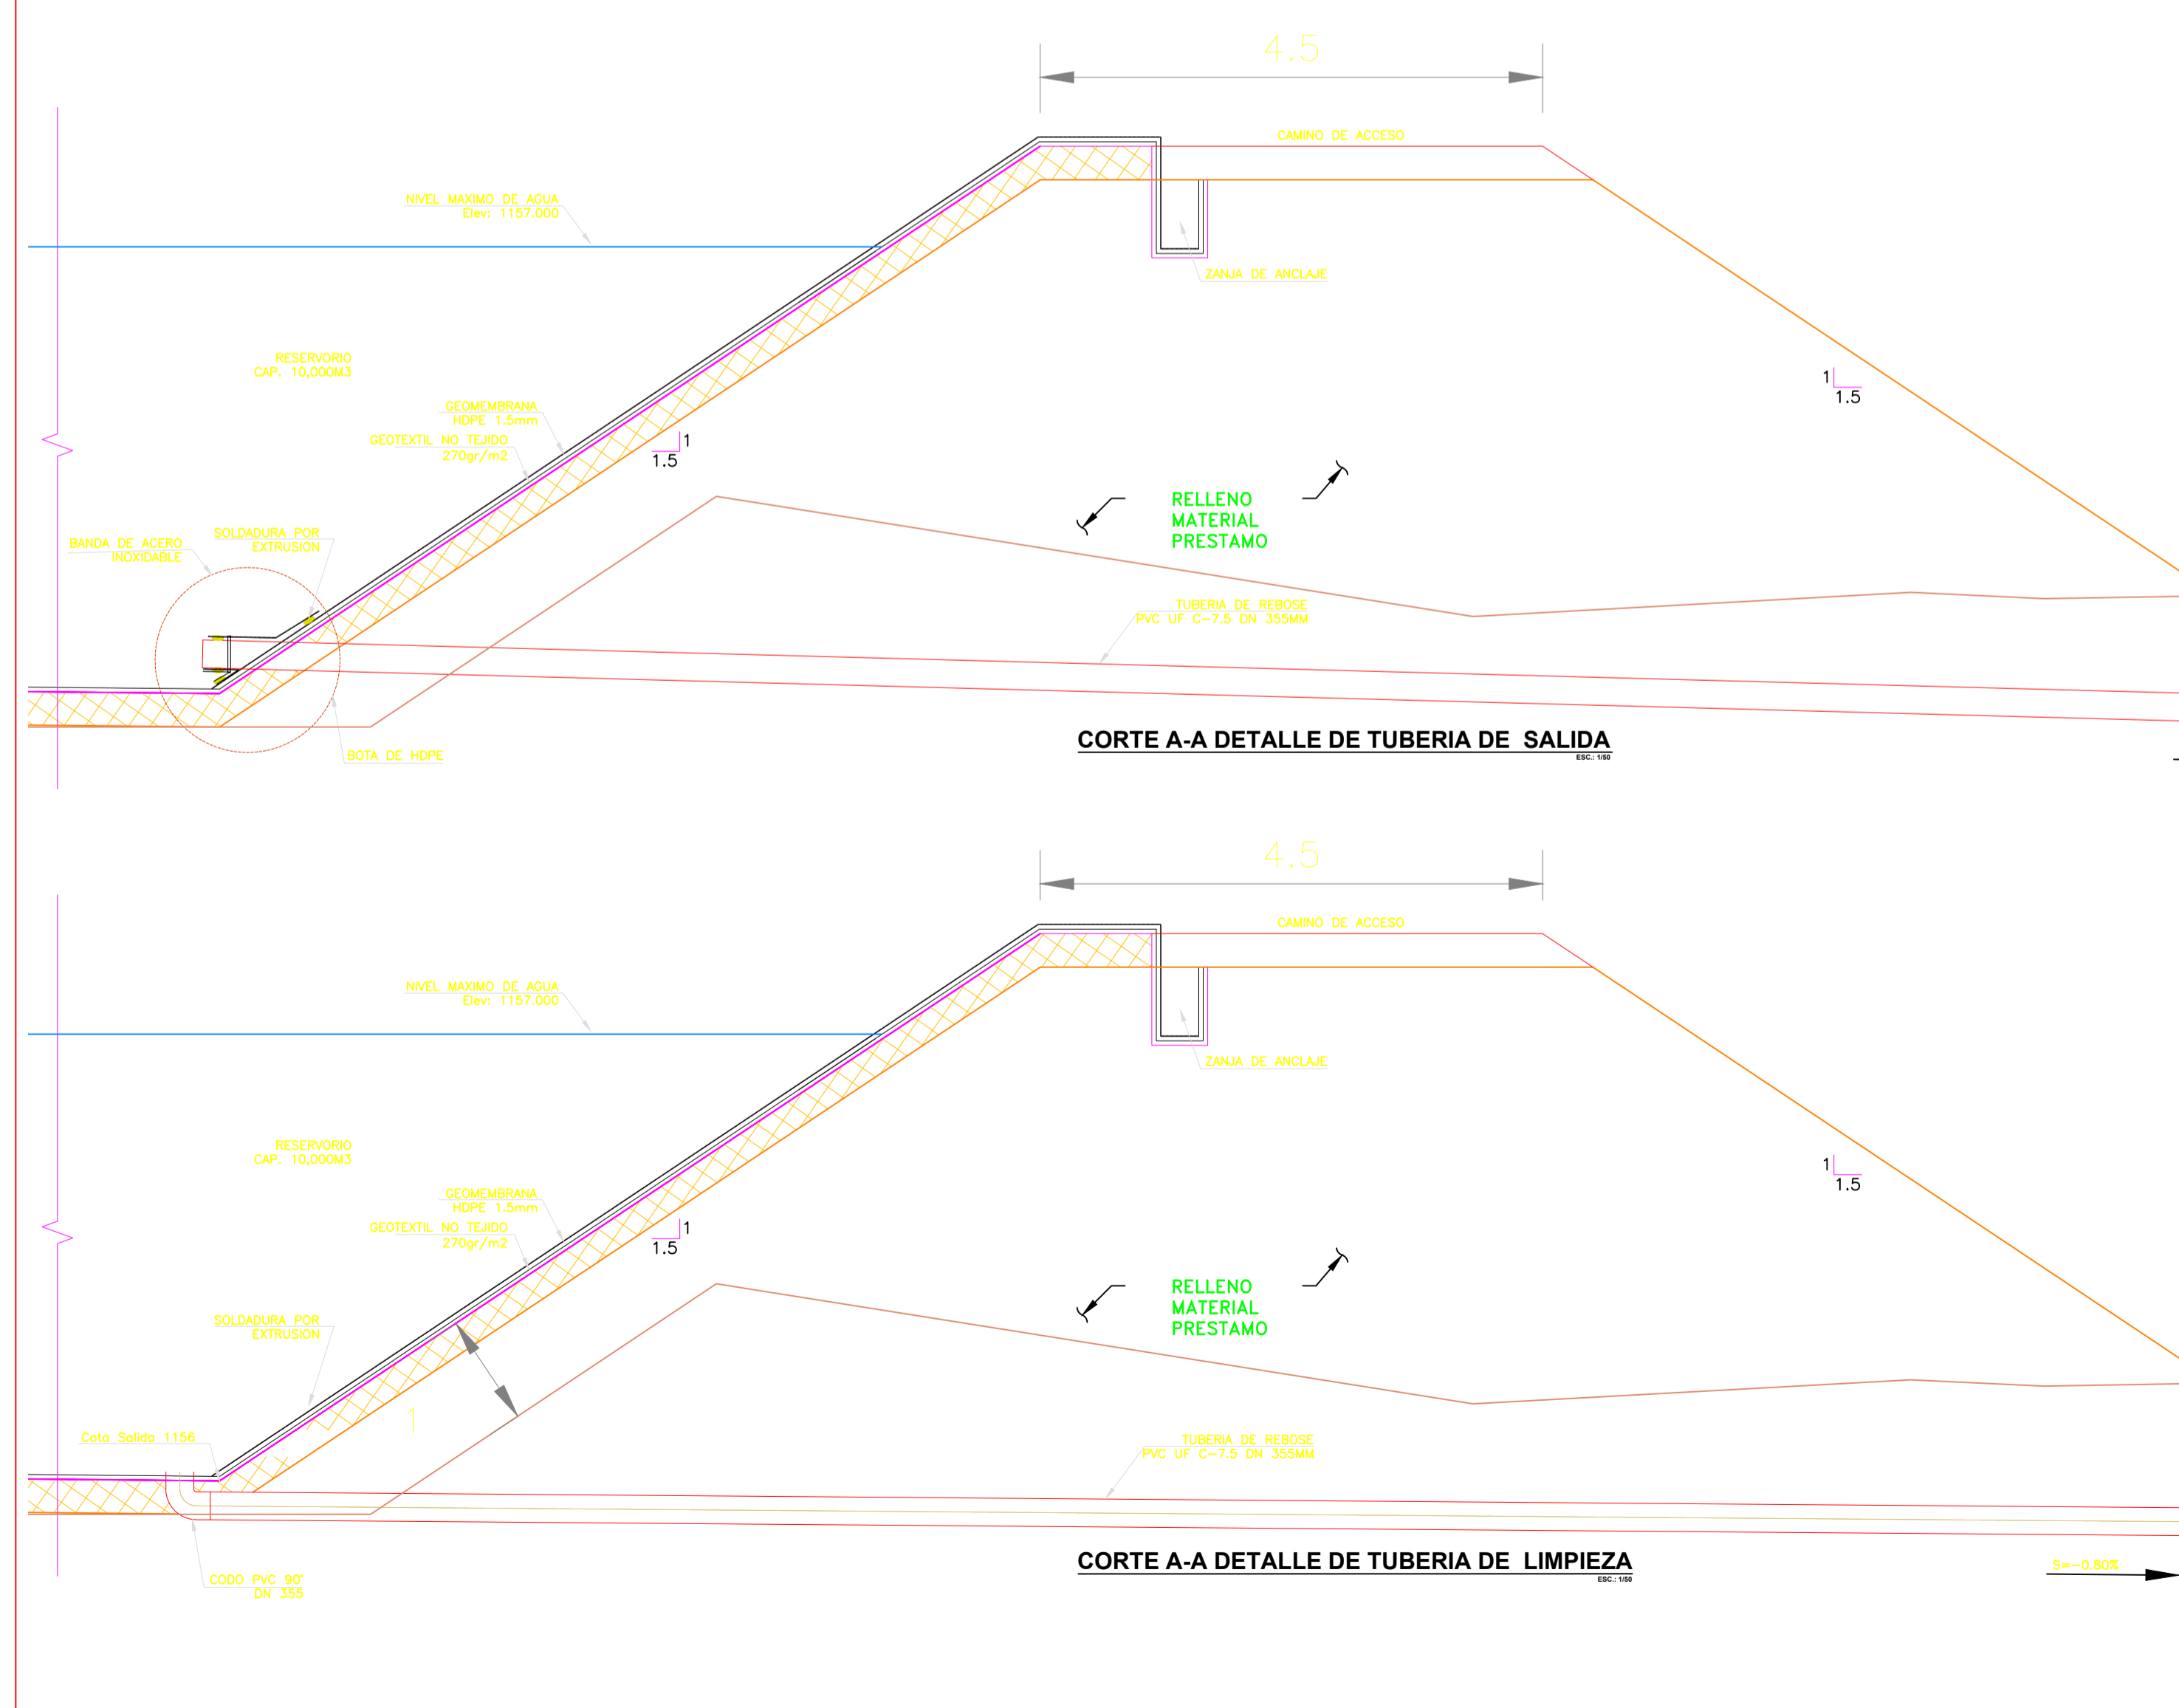 4.5
CAMINO DE ACCESO
NIVEL MAXIMO DE AGUA
Elev: 1157.000
ZANJA DE ANCLAJE
RESERVORIO
CAP. 10,000M3
1
1.5
GEOMEMBRANA
HDPE 1.5mm
GEOTEXTIL NO TEJIDO
270gr/m2
1
1.5
RELLENO
MATERIAL
PRESTAMO
SOLDADURA POR
EXTRUSION
BANDA DE ACERO
INOXIDABLE
TUBERIA DE REBOSE
PVC UF C-7.5 DN 355MM
BOTA DE HDPE
CORTE A-A DETALLE DE TUBERIA DE SALIDA
ESC.: 1/50
4.5
CAMINO DE ACCESO
NIVEL MAXIMO DE AGUA
Elev: 1157.000
ZANJA DE ANCLAJE
RESERVORIO
CAP. 10,000M3
1
1.5
GEOMEMBRANA
HDPE 1.5mm
GEOTEXTIL NO TEJIDO
270gr/m2
1
1.5
RELLENO
MATERIAL
PRESTAMO
SOLDADURA POR
EXTRUSION
1
Cota Salida 1156
TUBERIA DE REBOSE
PVC UF C-7.5 DN 355MM
CORTE A-A DETALLE DE TUBERIA DE LIMPIEZA
ESC.: 1/50
S=-0.80%
CODO PVC 90°
DN 355